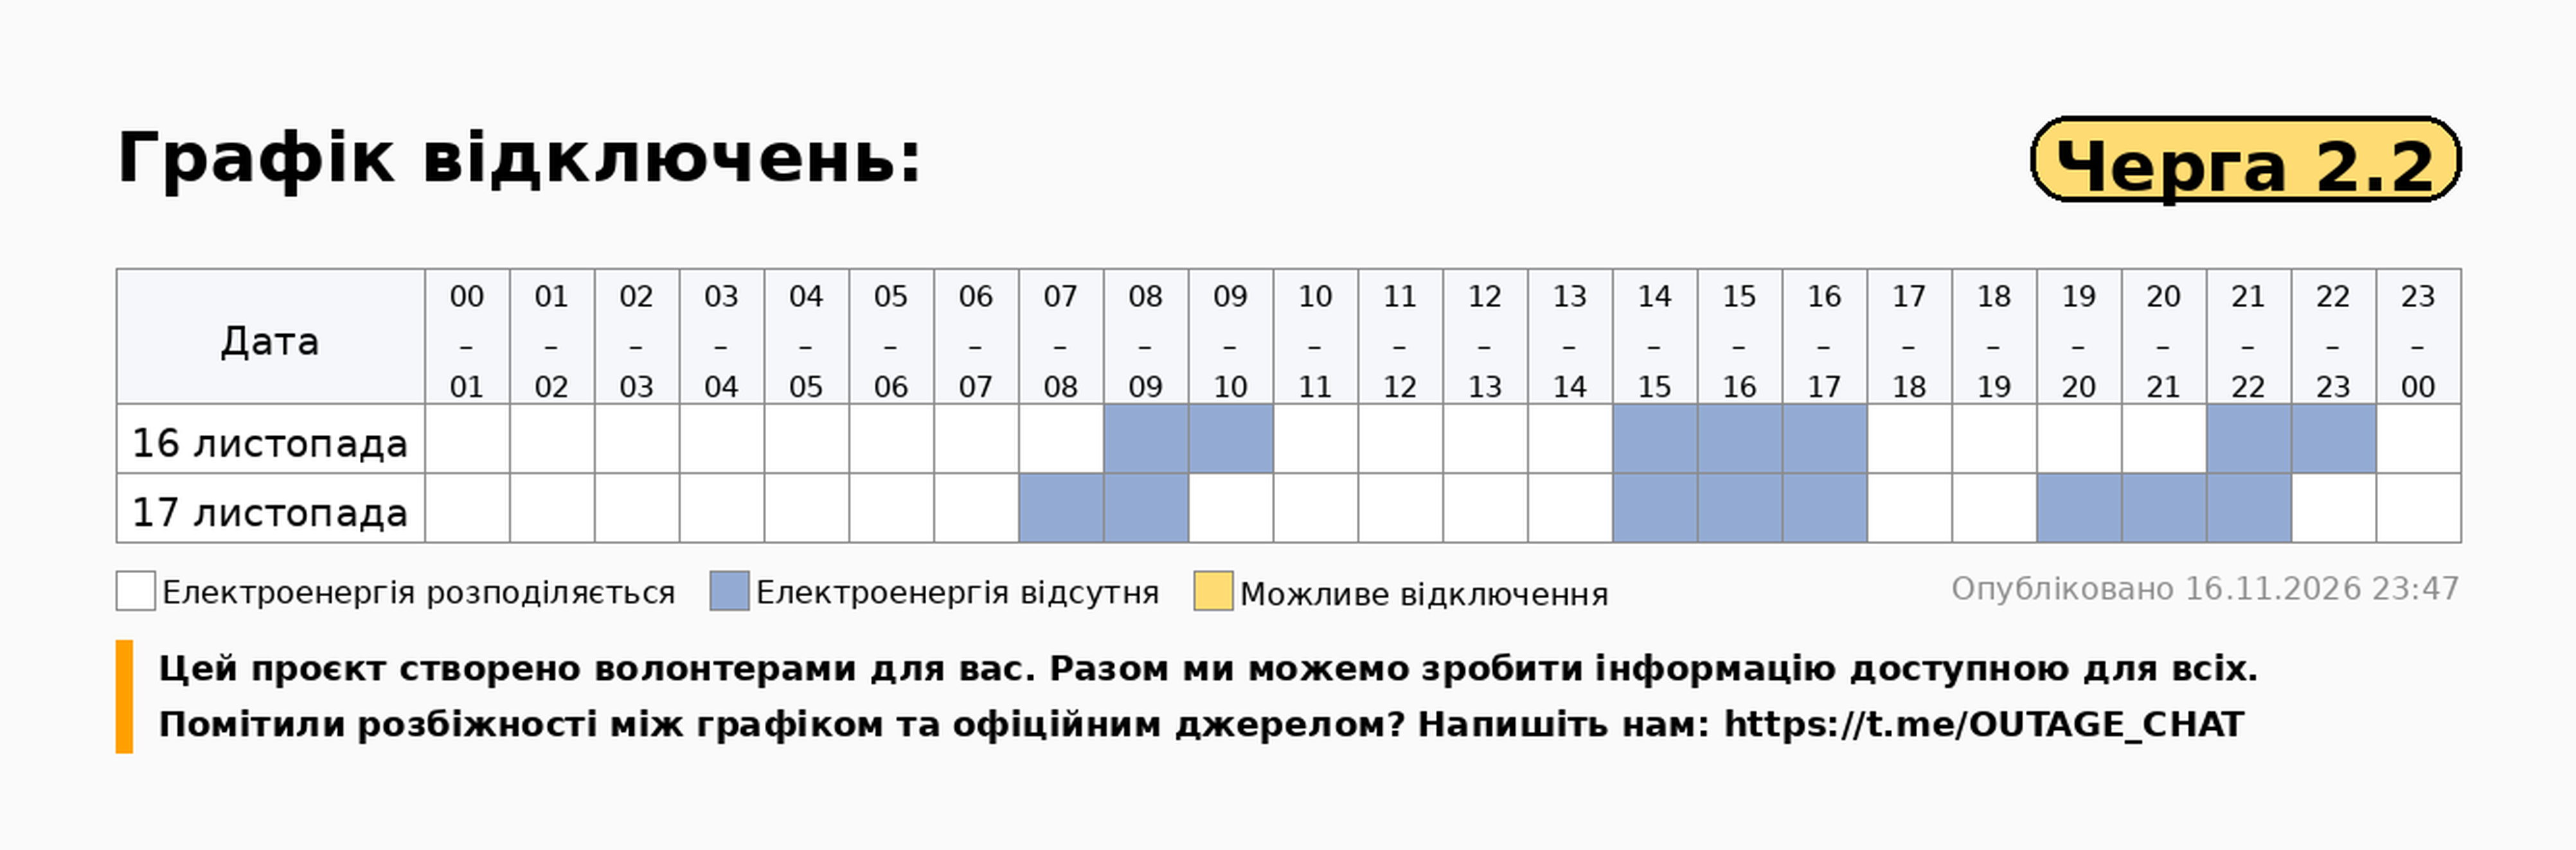 Графік відключень:
Черга 2.2
Дата 00 – 01 01 – 02 02 – 03 03 – 04 04 – 05 05 – 06 06 – 07 07 – 08 08 – 09 09 – 10 10 – 11 11 – 12 12 – 13 13 – 14 14 – 15 15 – 16 16 – 17 17 – 18 18 – 19 19 – 20 20 – 21 21 – 22 22 – 23 23 – 00
16 листопада
17 листопада
Електроенергія розподіляється Електроенергія відсутня Можливе відключення Опубліковано 16.11.2026 23:47
Цей проєкт створено волонтерами для вас. Разом ми можемо зробити інформацію доступною для всіх.
Помітили розбіжності між графіком та офіційним джерелом? Напишіть нам: https://t.me/OUTAGE_CHAT